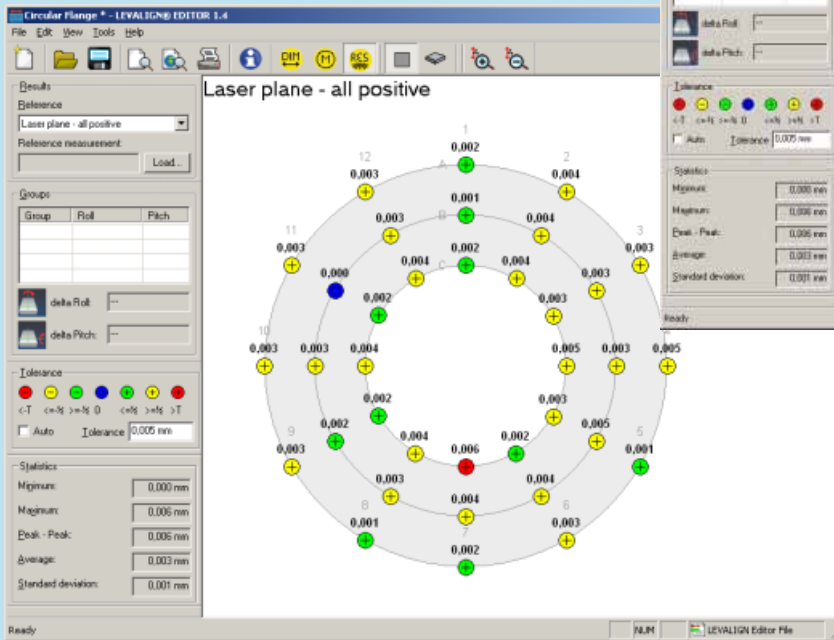 Circular Flange * - LEVALIGN® EDITOR 1.4
File Edit View Tools Help
DIM M RES
Results
Reference
Laser plane - all positive
Reference measurement:
Load...
Groups
Group Roll Pitch
delta Roll: --
delta Pitch: --
Tolerance
<-T <=-½ >=-½ 0 <=½ >=½ >T
Auto Tolerance 0,005 mm
Statistics
Minimum: 0,000 mm
Maximum: 0,006 mm
Peak - Peak: 0,006 mm
Average: 0,003 mm
Standard deviation: 0,001 mm
Laser plane - all positive
1
0,002
12
2
0,003
A
0,004
0,001
0,003
B
0,004
11
3
0,003
0,002
0,003
0,004
C
0,004
0,000
0,003
0,002
0,003
10
0,003
0,003
0,004
0,005
0,003
0,005
0,002
0,003
0,002
0,005
9
5
0,003
0,004
0,006
0,002
0,001
0,003
0,004
0,004
8
6
0,001
7
0,003
0,002
delta Roll: --
delta Pitch: --
Tolerance
<-T <=-½ >=-½ 0 <=½ >=½ >T
Auto Tolerance 0,005 mm
Statistics
Minimum: 0,000 mm
Maximum: 0,006 mm
Peak - Peak: 0,006 mm
Average: 0,003 mm
Standard deviation: 0,001 mm
Ready
Ready
NUM
LEVALIGN Editor File